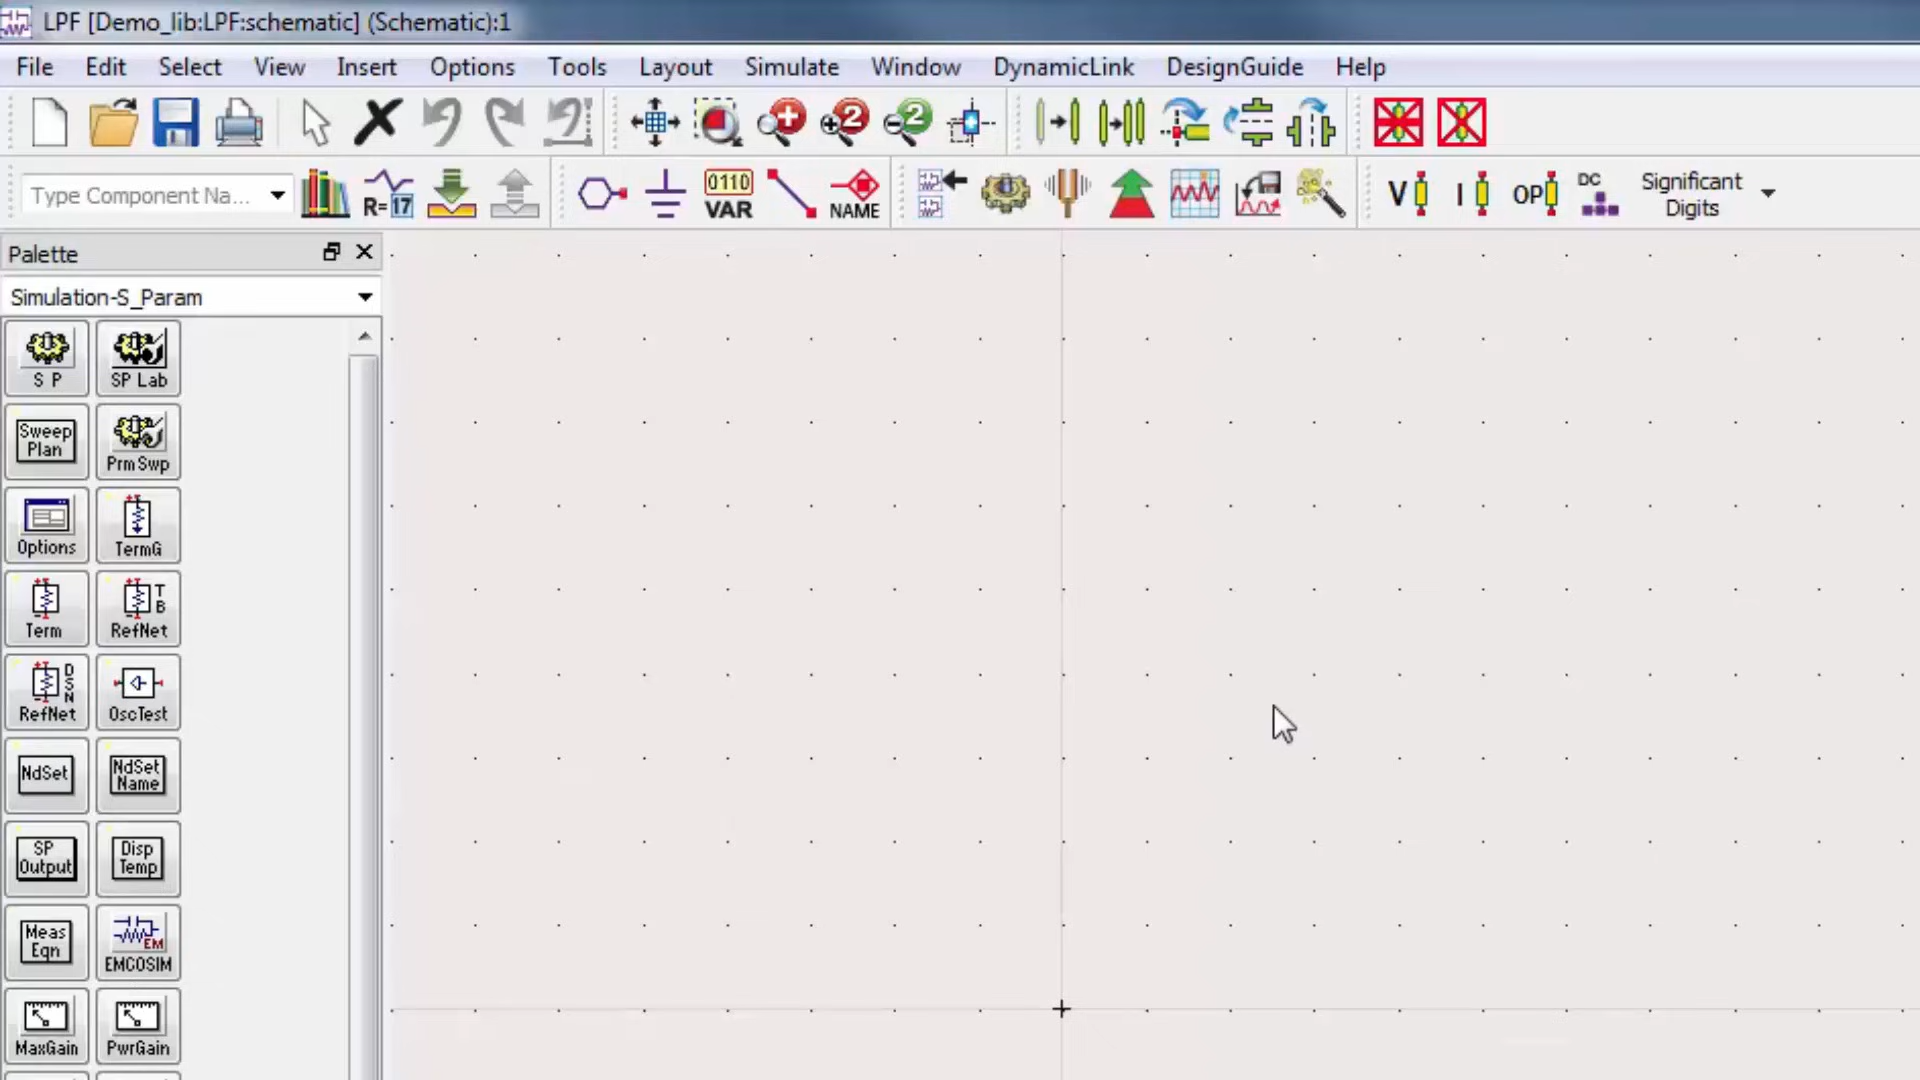 LPF [Demo_lib:LPF:schematic] (Schematic):1
File Edit Select View Insert Options Tools Layout Simulate Window DynamicLink DesignGuide Help
2 2
Type Component Na... R=17 0110 VAR NAME V I OP DC Significant Digits
Palette
Simulation-S_Param
S P SP Lab
Sweep Plan Prm Swp
Options TermG
Term T B RefNet
D S N RefNet OscTest
NdSet NdSet Name
SP Output Disp Temp
Meas Eqn EM EMCOSIM
MaxGain PwrGain